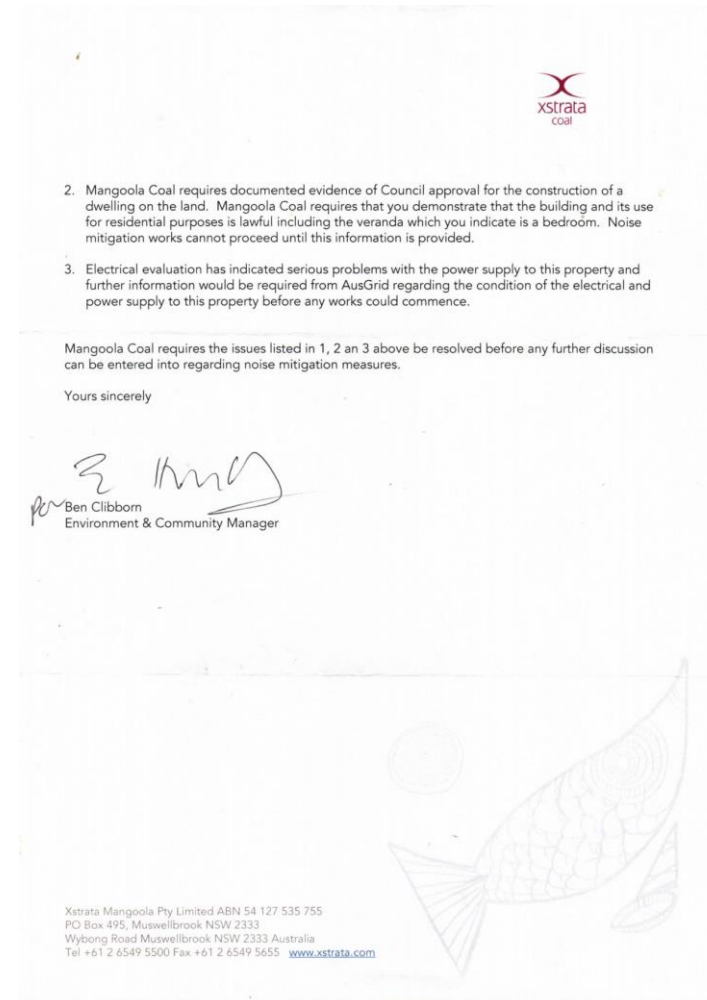 xstrata
coal
2. Mangoola Coal requires documented evidence of Council approval for the construction of a
dwelling on the land. Mangoola Coal requires that you demonstrate that the building and its use
for residential purposes is lawful including the veranda which you indicate is a bedroom. Noise
mitigation works cannot proceed until this information is provided.
3. Electrical evaluation has indicated serious problems with the power supply to this property and
further information would be required from AusGrid regarding the condition of the electrical and
power supply to this property before any works could commence.
Mangoola Coal requires the issues listed in 1, 2 an 3 above be resolved before any further discussion
can be entered into regarding noise mitigation measures.
Yours sincerely
Ben Clibborn
Environment & Community Manager
Xstrata Mangoola Pty Limited ABN 54 127 535 755
PO Box 495, Muswellbrook NSW 2333
Wybong Road Muswellbrook NSW 2333 Australia
Tel +61 2 6549 5500 Fax +61 2 6549 5655 www.xstrata.com